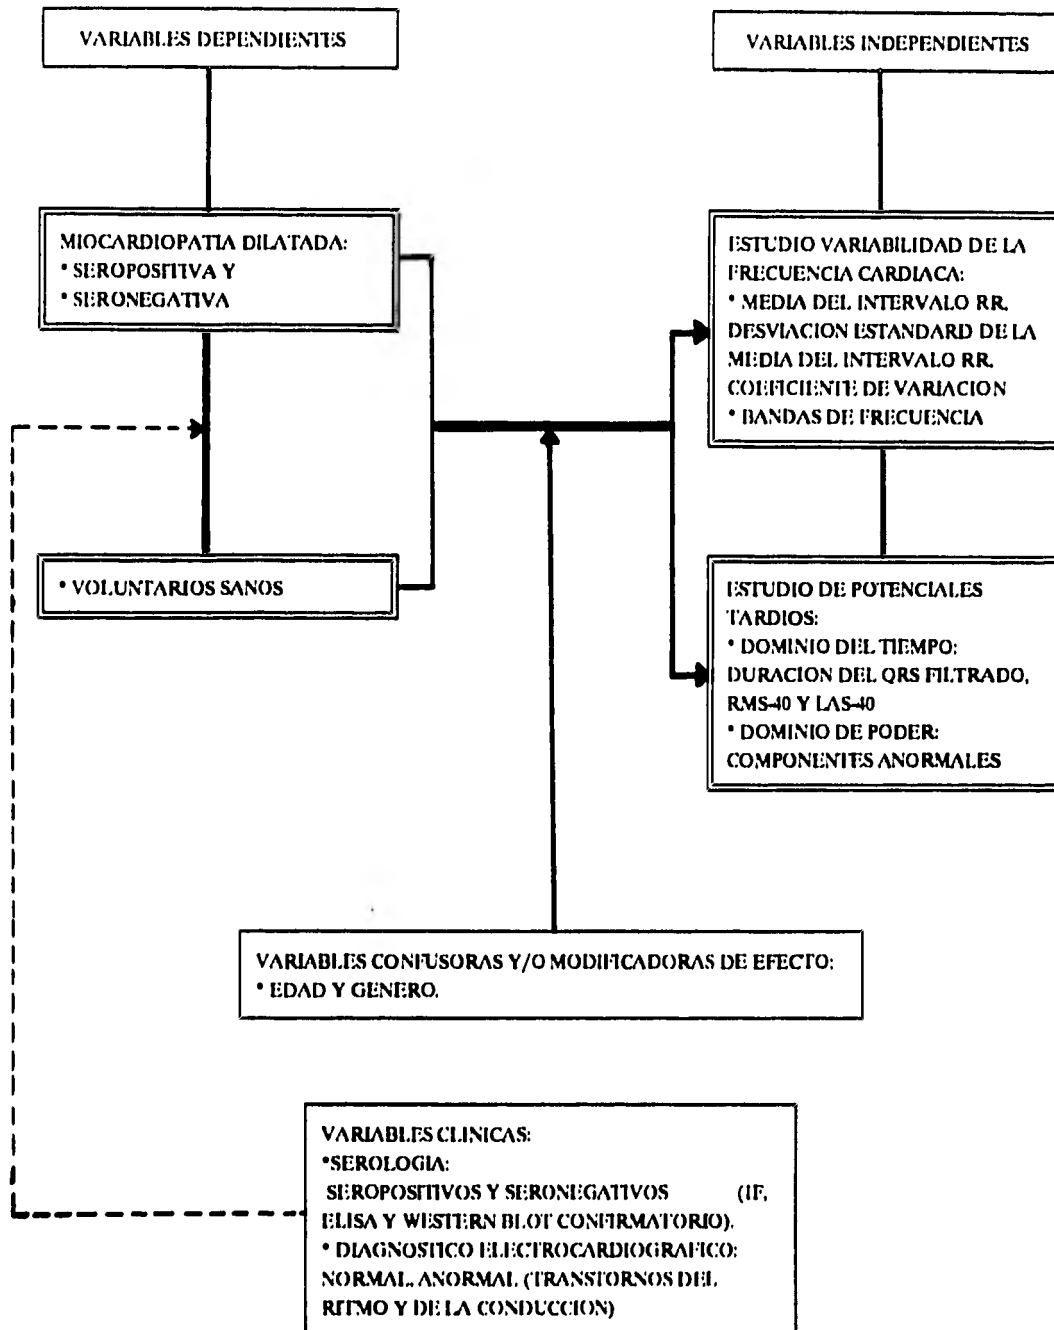 VARIABLES DEPENDIENTES
VARIABLES INDEPENDIENTES
MIOCARDIOPATIA DILATADA:
* SEROPOSITIVA Y
* SERONEGATIVA
ESTUDIO VARIABILIDAD DE LA
FRECUENCIA CARDIACA:
* MEDIA DEL INTERVALO RR.
DESVIACION ESTANDARD DE LA
MEDIA DEL INTERVALO RR.
COEFICIENTE DE VARIACION
* BANDAS DE FRECUENCIA
* VOLUNTARIOS SANOS
ESTUDIO DE POTENCIALES
TARDIOS:
* DOMINIO DEL TIEMPO:
DURACION DEL QRS FILTRADO,
RMS-40 Y LAS-40
* DOMINIO DE PODER:
COMPONENTES ANORMALES
VARIABLES CONFUSORAS Y/O MODIFICADORAS DE EFECTO:
* EDAD Y GENERO.
VARIABLES CLINICAS:
*SEROLOGIA:
SEROPOSITIVOS Y SERONEGATIVOS (IF,
ELISA Y WESTERN BLOT CONFIRMATORIO).
* DIAGNOSTICO ELECTROCARDIOGRAFICO:
NORMAL, ANORMAL (TRANSTORNOS DEL
RITMO Y DE LA CONDUCCION)